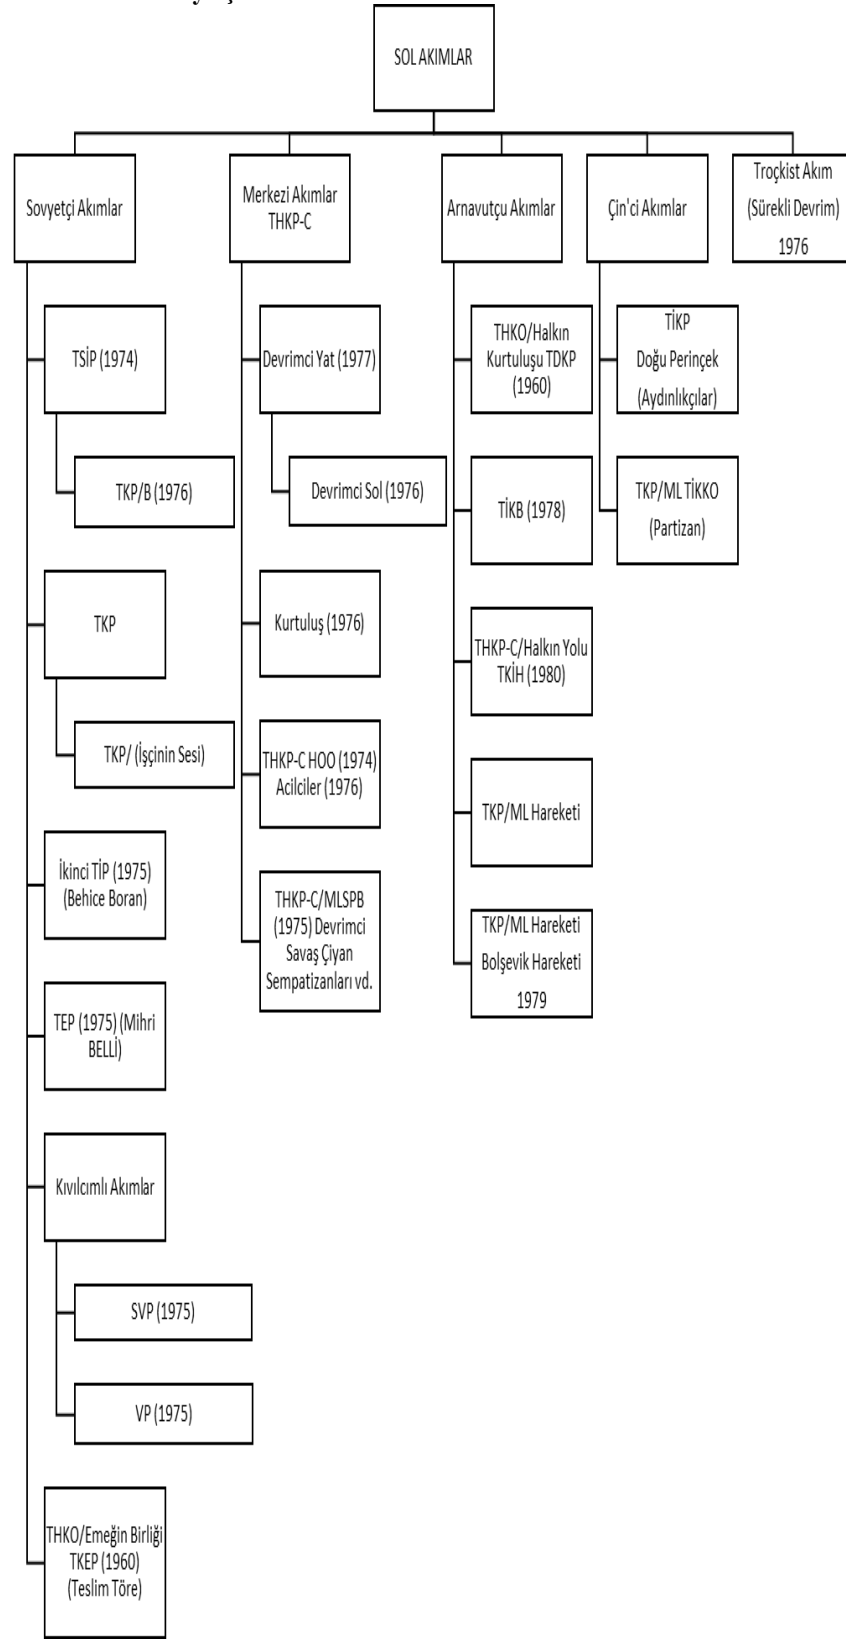 SOL AKIMLAR
Sovyetçi Akımlar
TSİP (1974)
TKP/B (1976)
TKP
TKP/ (İşçinin Sesi)
İkinci TİP (1975)
(Behice Boran)
TEP (1975) (Mihri
BELLİ)
Kıvılcımlı Akımlar
SVP (1975)
VP (1975)
THKO/Emeğin Birliği
TKEP (1960)
(Teslim Töre)
Merkezi Akımlar
THKP-C
Devrimci Yat (1977)
Devrimci Sol (1976)
Kurtuluş (1976)
THKP-C HOO (1974)
Acilciler (1976)
THKP-C/MLSPB
(1975) Devrimci
Savaş Çiyan
Sempatizanları vd.
Arnavutçu Akımlar
THKO/Halkın
Kurtuluşu TDKP
(1960)
TİKB (1978)
THKP-C/Halkın Yolu
TKİH (1980)
TKP/ML Hareketi
TKP/ML Hareketi
Bolşevik Hareketi
1979
Çin'ci Akımlar
TİKP
Doğu Perinçek
(Aydınlıkçılar)
TKP/ML TİKKO
(Partizan)
Troçkist Akım
(Sürekli Devrim)
1976